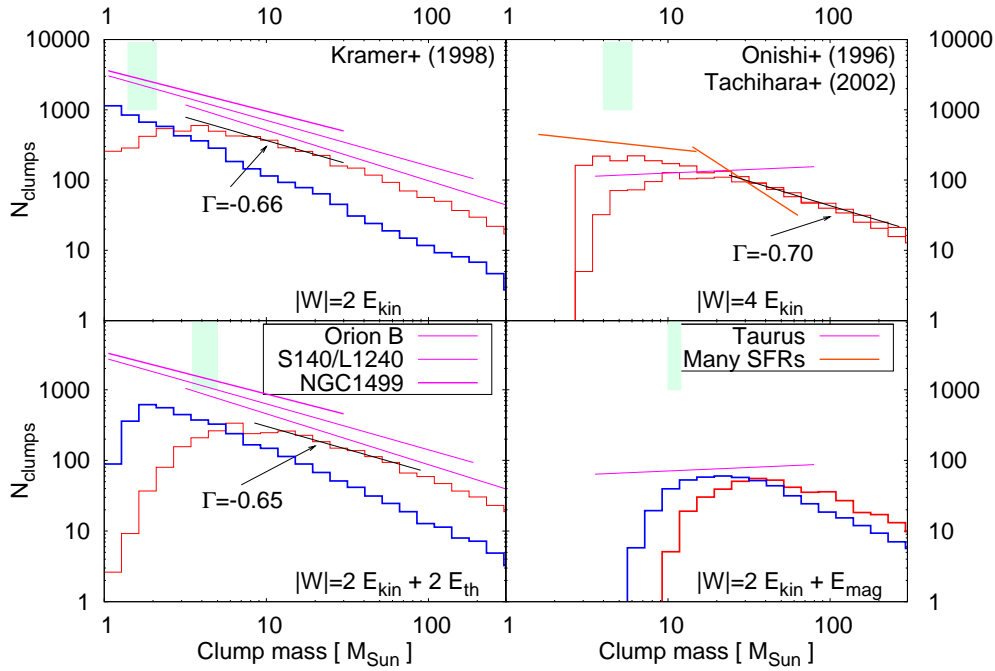 1 10 100 1 10 100
10000 Kramer+ (1998) Onishi+ (1996) 10000
Tachihara+ (2002)
1000 1000
100 100
10 10
1 1
N_clumps
Γ=-0.66
Γ=-0.70
|W|=2 E_kin
|W|=4 E_kin
Orion B
S140/L1240
NGC1499
Taurus
Many SFRs
1000 1000
100 100
10 10
1 1
N_clumps
Γ=-0.65
|W|=2 E_kin + 2 E_th
|W|=2 E_kin + E_mag
1 10 100 1 10 100
Clump mass [ M_Sun ] Clump mass [ M_Sun ]